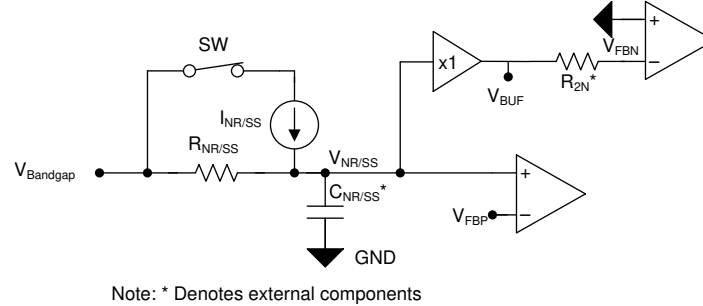 SW
x1
+
V_FBN
−
V_BUF
R_2N*
I_NR/SS
R_NR/SS
V_NR/SS
V_Bandgap
C_NR/SS*
+
V_FBP
−
GND
Note: * Denotes external components